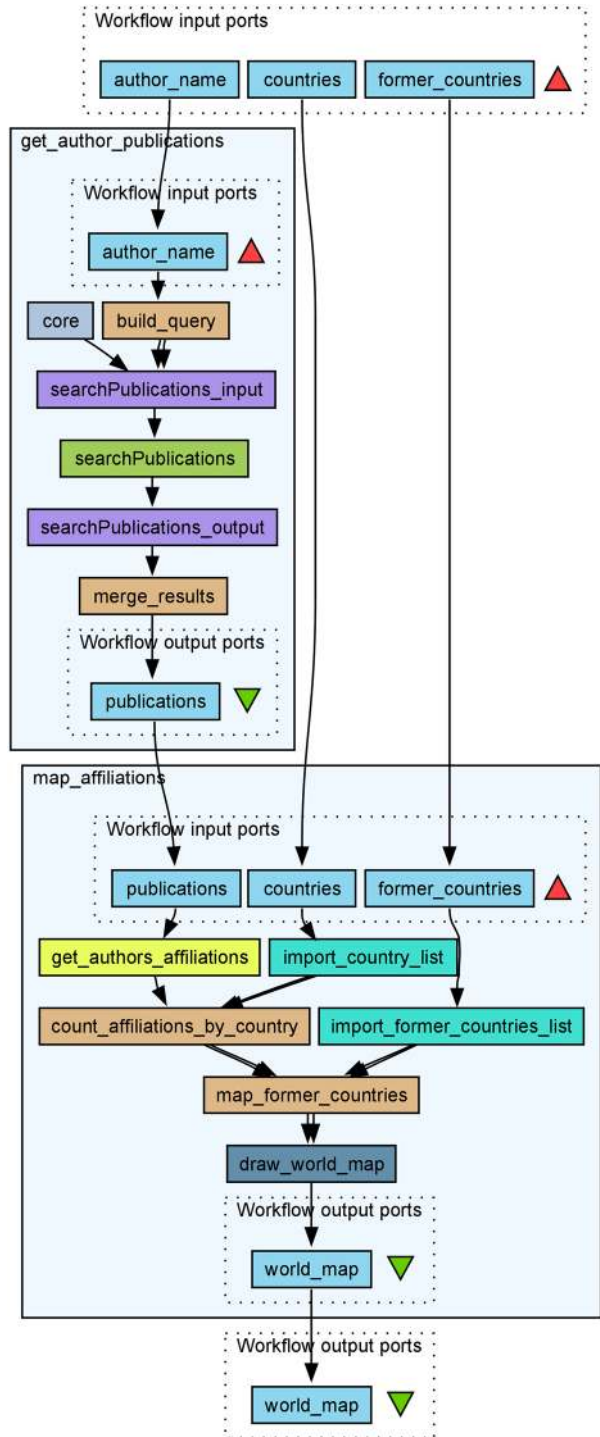 Workflow input ports
author_name countries former_countries
get_author_publications
Workflow input ports
author_name
core build_query
searchPublications_input
searchPublications
searchPublications_output
merge_results
Workflow output ports
publications
map_affiliations
Workflow input ports
publications countries former_countries
get_authors_affiliations import_country_list
count_affiliations_by_country import_former_countries_list
map_former_countries
draw_world_map
Workflow output ports
world_map
Workflow output ports
world_map